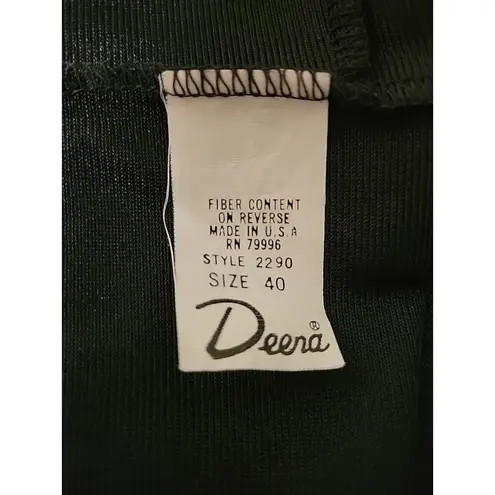 FIBER CONTENT
ON REVERSE
MADE IN U.S.A
RN 79996
STYLE 2290
SIZE 40
Deena®